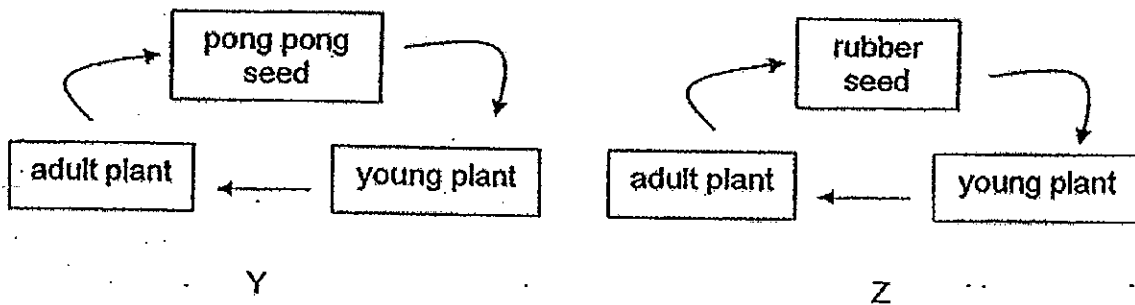 pong pong
seed
adult plant
young plant
Y
rubber
seed
adult plant
young plant
Z